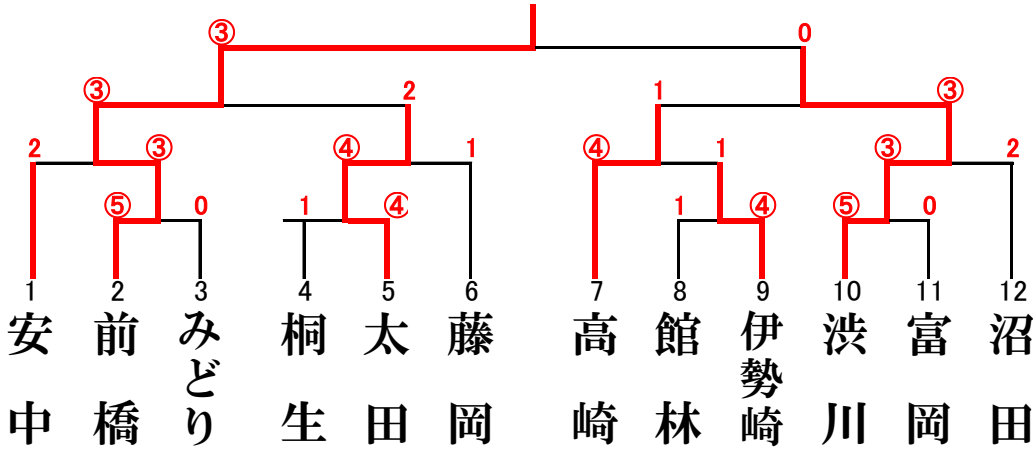 ③ 0
③ 2 1 ③
2 ③ ④ 1 ④ 1 ③ 2
⑤ 0 1 ④ 1 ④ ⑤ 0
1 2 3 4 5 6 7 8 9 10 11 12
安中
前橋
みどり
桐生
太田
藤岡
高崎
館林
伊勢崎
渋川
富岡
沼田